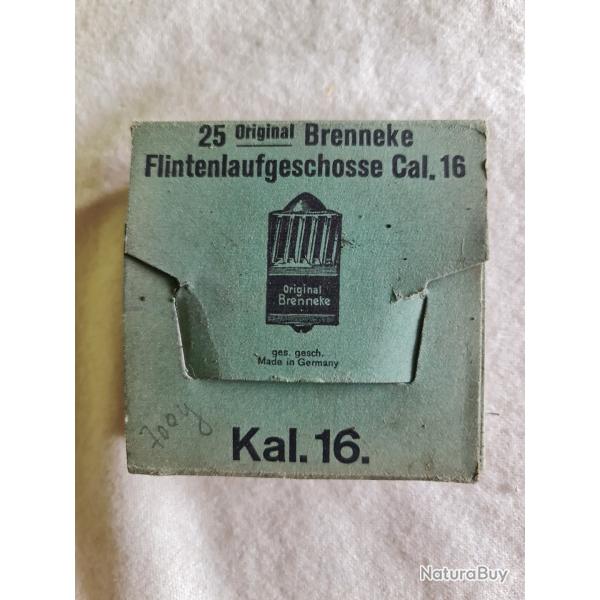 25 Original Brenneke
Flintenlaufgeschosse Cal. 16
Original
Brenneke
ges. gesch.
Made in Germany
Kal. 16.
NaturaBuy